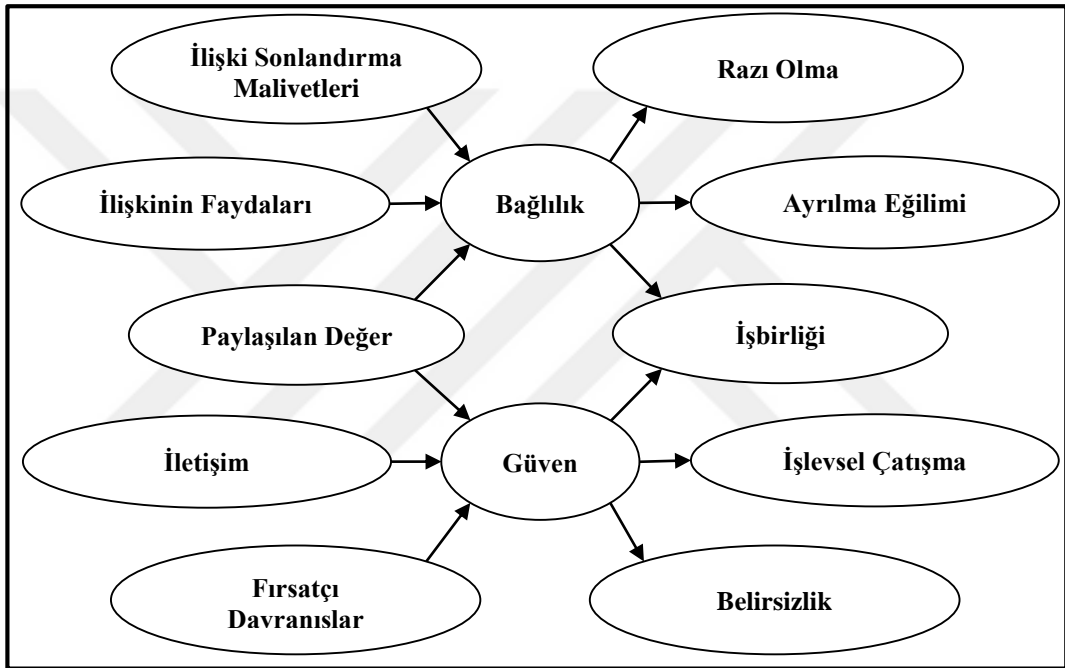 İlişki Sonlandırma
Malivetleri
Razı Olma
İlişkinin Faydaları
Bağlılık
Ayrılma Eğilimi
Paylaşılan Değer
İşbirliği
İletişim
Güven
İşlevsel Çatışma
Fırsatçı
Davranıslar
Belirsizlik